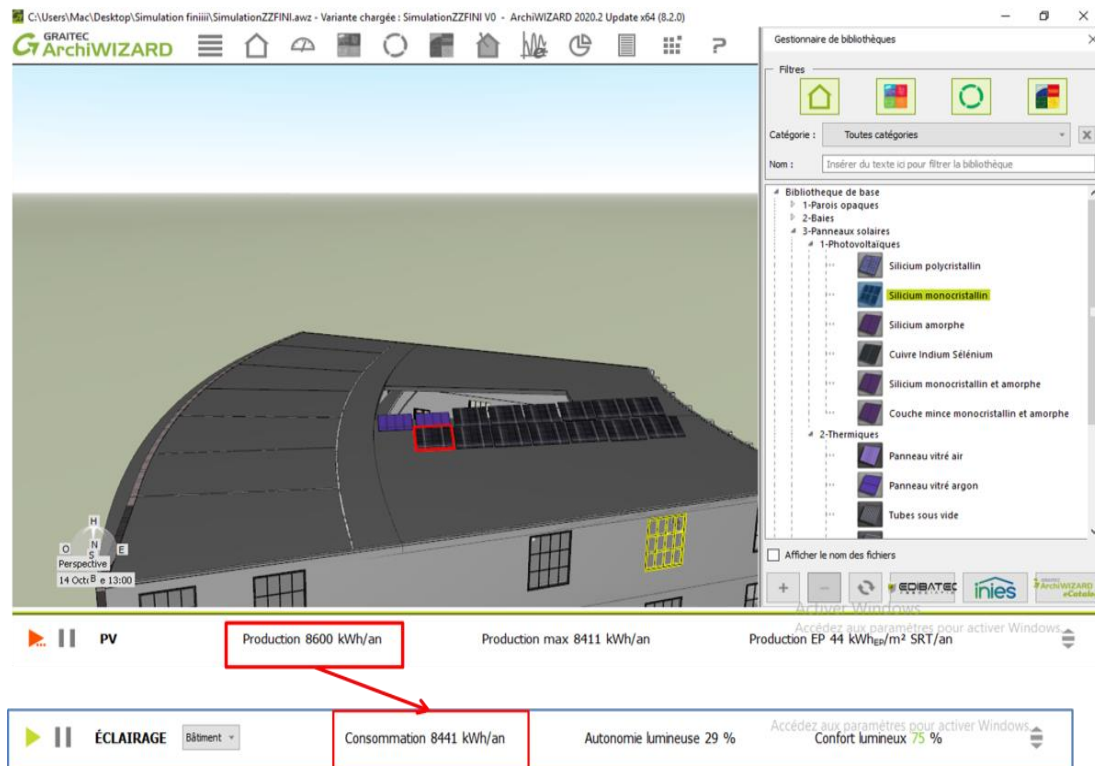 C:\Users\Mac\Desktop\Simulation finiiii\SimulationZZFINI.awz - Variante chargée : SimulationZZFINI V0 - ArchiWIZARD 2020.2 Update x64 (8.2.0)
GRAITEC
ArchiWIZARD
?
Gestionnaire de bibliothèques
Filtres
Catégorie : Toutes catégories
Nom : Insérer du texte ici pour filtrer la bibliothèque
Bibliotheque de base
1-Parois opaques
2-Baies
3-Panneaux solaires
1-Photovoltaïques
Silicium polycristallin
Silicium monocristallin
Silicium amorphe
Cuivre Indium Sélénium
Silicium monocristallin et amorphe
Couche mince monocristallin et amorphe
2-Thermiques
Panneau vitré air
Panneau vitré argon
Tubes sous vide
Afficher le nom des fichiers
EDIBATEC
inies
GRAITEC
ArchiWIZARD
H
O N E
S
Perspective
B
14 Octo e 13:00
Activer Windows
Accédez aux paramètres pour activer Windows.
PV Production 8600 kWh/an Production max 8411 kWh/an Production EP 44 kWhEP/m² SRT/an
Accédez aux paramètres pour activer Windows.
ÉCLAIRAGE Bâtiment Consommation 8441 kWh/an Autonomie lumineuse 29 % Confort lumineux 75 %